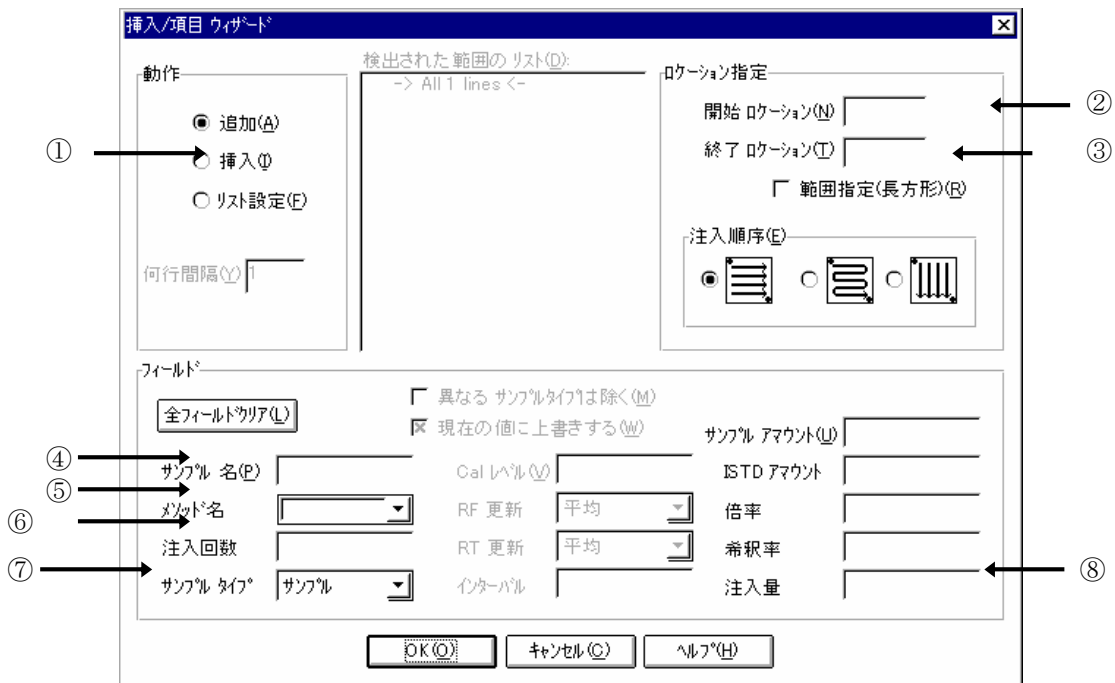 挿入/項目 ウィザード
動作
追加(A)
挿入(I)
リスト設定(F)
何行間隔(Y) 1
①
検出された範囲の リスト(D):
-> All 1 lines <-
ロケーション指定
開始 ロケーション(N)
②
終了 ロケーション(T)
③
範囲指定(長方形)(R)
注入順序(E)
フィールド
全フィールドクリア(L)
異なる サンプルタイプは除く(M)
現在の値に上書きする(W)
④
サンプル 名(P)
⑤
メソッド名
⑥
注入回数
⑦
サンプル タイプ サンプル
Cal レベル(V)
RF 更新 平均
RT 更新 平均
インターバル
サンプル アマウント(U)
ISTD アマウント
倍率
希釈率
注入量
⑧
OK(O)
キャンセル(C)
ヘルプ(H)